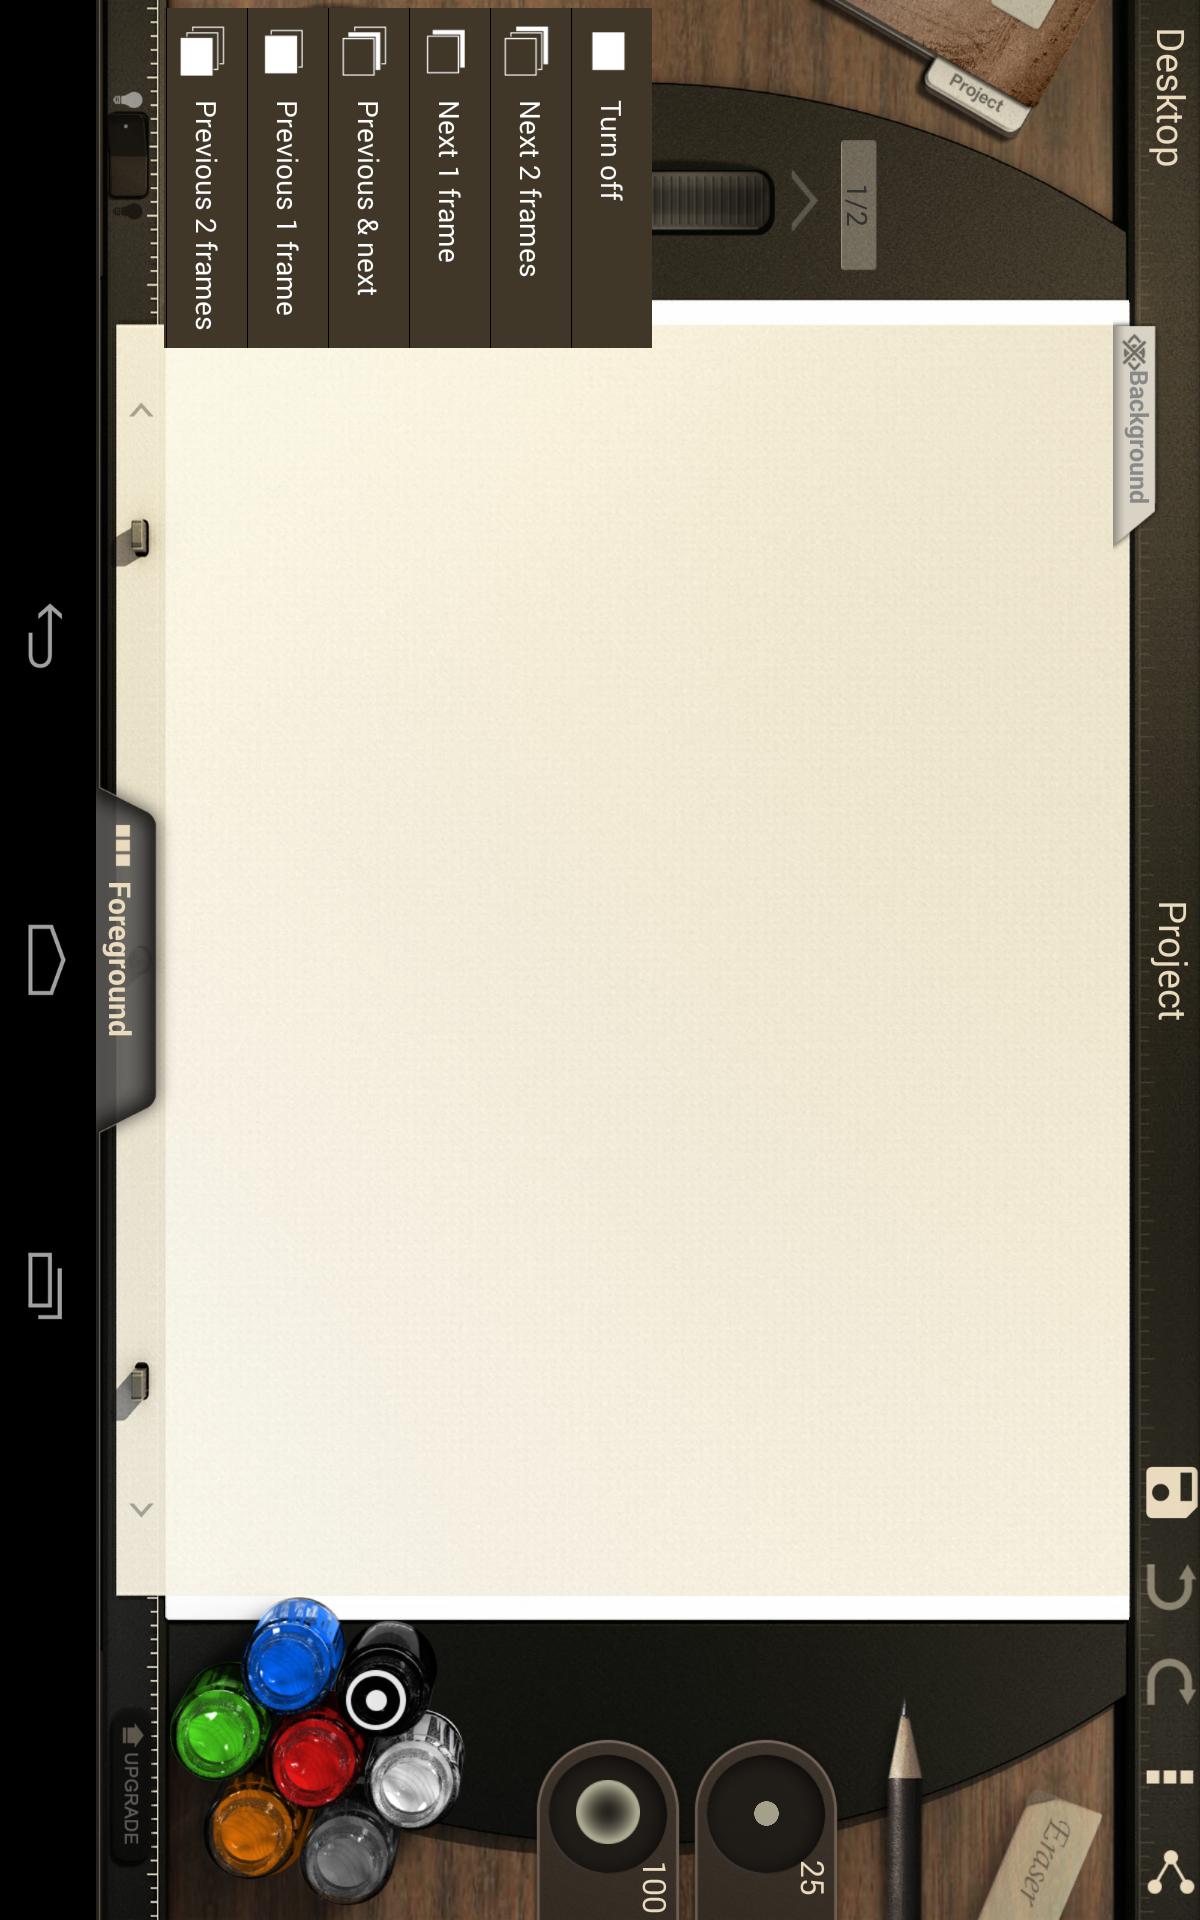 Desktop
Project
Project
1/2
Background
Turn off
Next 2 frames
Next 1 frame
Previous & next
Previous 1 frame
Previous 2 frames
Eraser
25
100
Foreground
UPGRADE